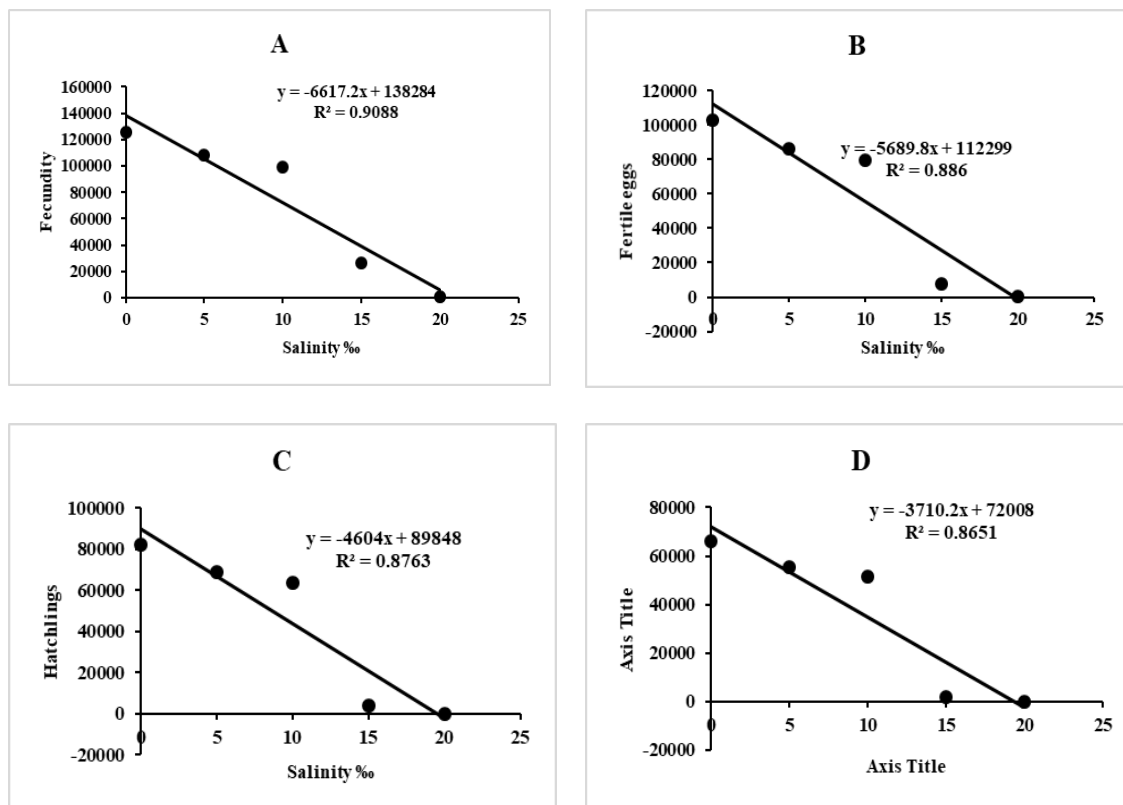 A
y = -6617.2x + 138284
R² = 0.9088
160000
140000
120000
100000
80000
60000
40000
20000
0
Fecundity
0 5 10 15 20 25
Salinity ‰
B
y = -5689.8x + 112299
R² = 0.886
120000
100000
80000
60000
40000
20000
0
-20000
Fertile eggs
0 5 10 15 20 25
Salinity ‰
C
y = -4604x + 89848
R² = 0.8763
100000
80000
60000
40000
20000
0
-20000
Hatchlings
0 5 10 15 20 25
Salinity ‰
D
y = -3710.2x + 72008
R² = 0.8651
80000
60000
40000
20000
0
-20000
Axis Title
0 5 10 15 20 25
Axis Title